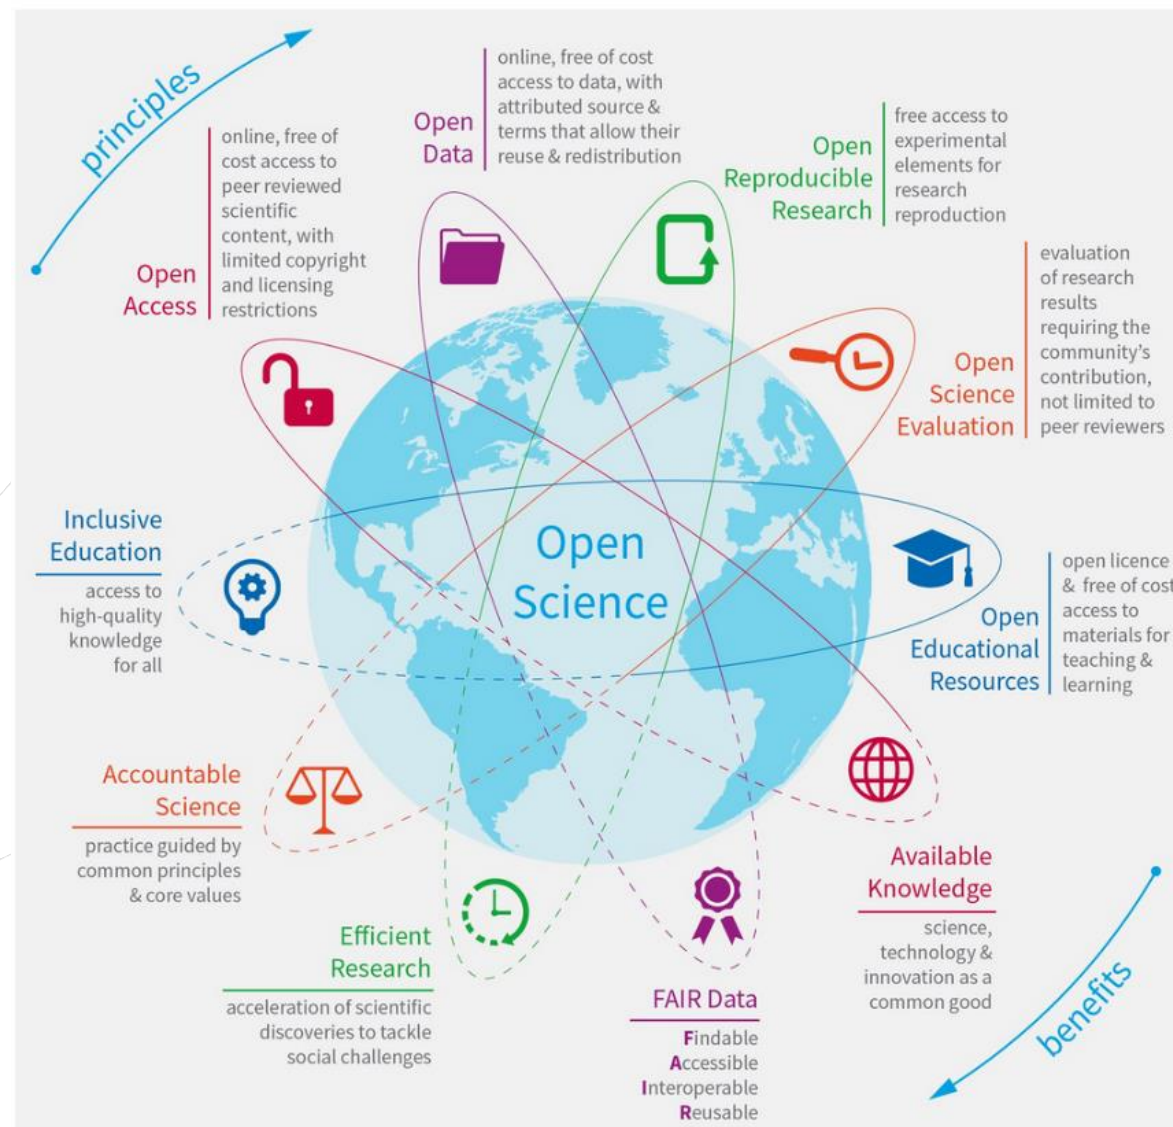 principles
Open
Access
online, free of
cost access to
peer reviewed
scientific
content, with
limited copyright
and licensing
restrictions
Open
Data
online, free of cost
access to data, with
attributed source &
terms that allow their
reuse & redistribution
Open
Reproducible
Research
free access to
experimental
elements for
research
reproduction
Open
Science
Evaluation
evaluation
of research
results
requiring the
community's
contribution,
not limited to
peer reviewers
Open
Science
Open
Educational
Resources
open licence
& free of cost
access to
materials for
teaching &
learning
Inclusive
Education
access to
high-quality
knowledge
for all
Accountable
Science
practice guided by
common principles
& core values
Efficient
Research
acceleration of scientific
discoveries to tackle
social challenges
FAIR Data
Findable
Accessible
Interoperable
Reusable
Available
Knowledge
science,
technology &
innovation as a
common good
benefits